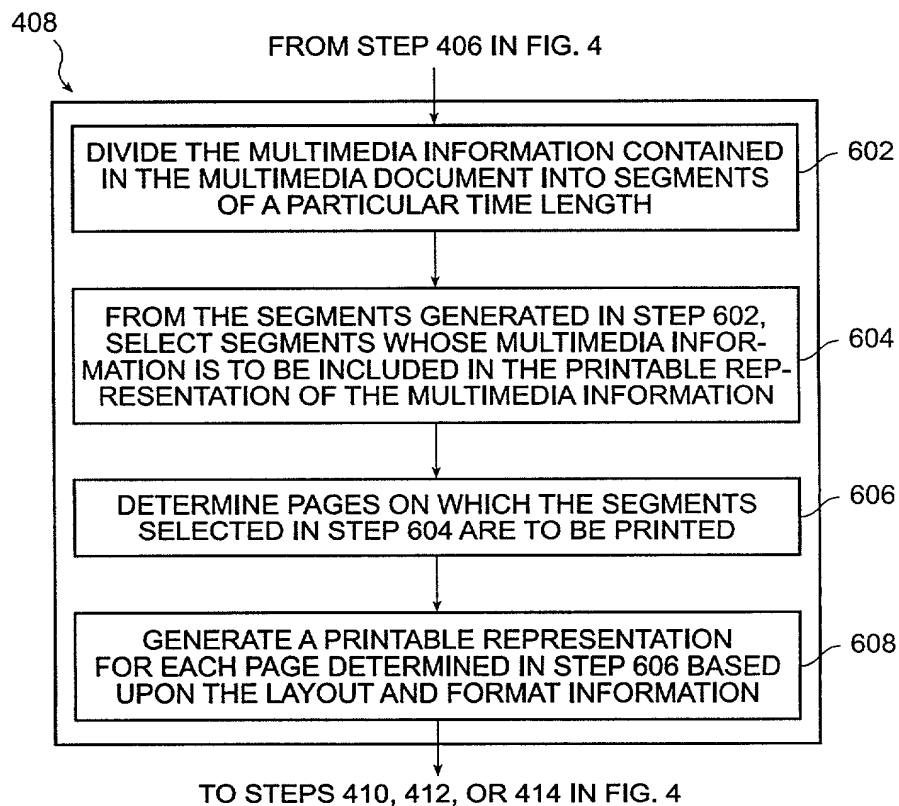 408
FROM STEP 406 IN FIG. 4
DIVIDE THE MULTIMEDIA INFORMATION CONTAINED
IN THE MULTIMEDIA DOCUMENT INTO SEGMENTS
OF A PARTICULAR TIME LENGTH
602
FROM THE SEGMENTS GENERATED IN STEP 602,
SELECT SEGMENTS WHOSE MULTIMEDIA INFOR-
MATION IS TO BE INCLUDED IN THE PRINTABLE REP-
RESENTATION OF THE MULTIMEDIA INFORMATION
604
DETERMINE PAGES ON WHICH THE SEGMENTS
SELECTED IN STEP 604 ARE TO BE PRINTED
606
GENERATE A PRINTABLE REPRESENTATION
FOR EACH PAGE DETERMINED IN STEP 606 BASED
UPON THE LAYOUT AND FORMAT INFORMATION
608
TO STEPS 410, 412, OR 414 IN FIG. 4